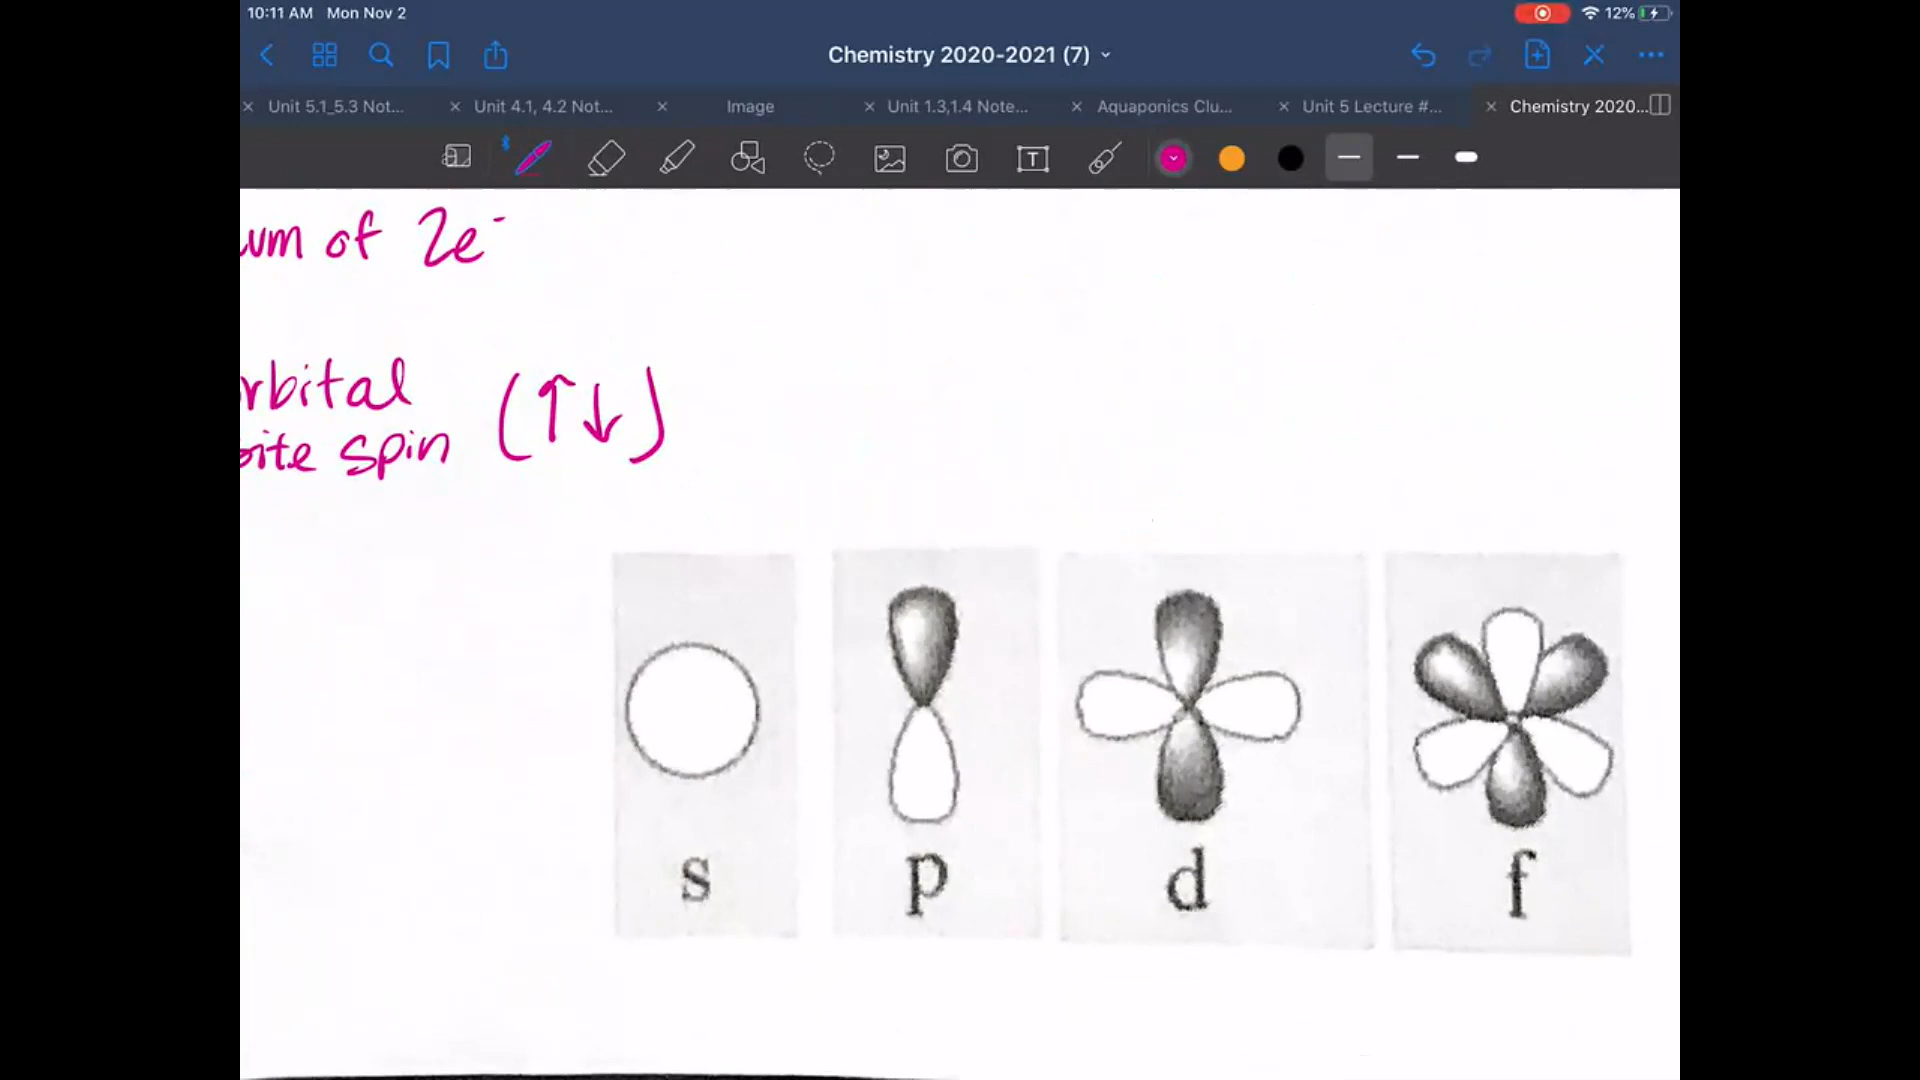 10:11 AM Mon Nov 2
12%
Chemistry 2020-2021 (7)
Unit 5.1_5.3 Not...
Unit 4.1, 4.2 Not...
Image
Unit 1.3,1.4 Note...
Aquaponics Clu...
Unit 5 Lecture #...
Chemistry 2020...
T
um of 2e⁻
rbital
osite spin (↑↓)
s
p
d
f